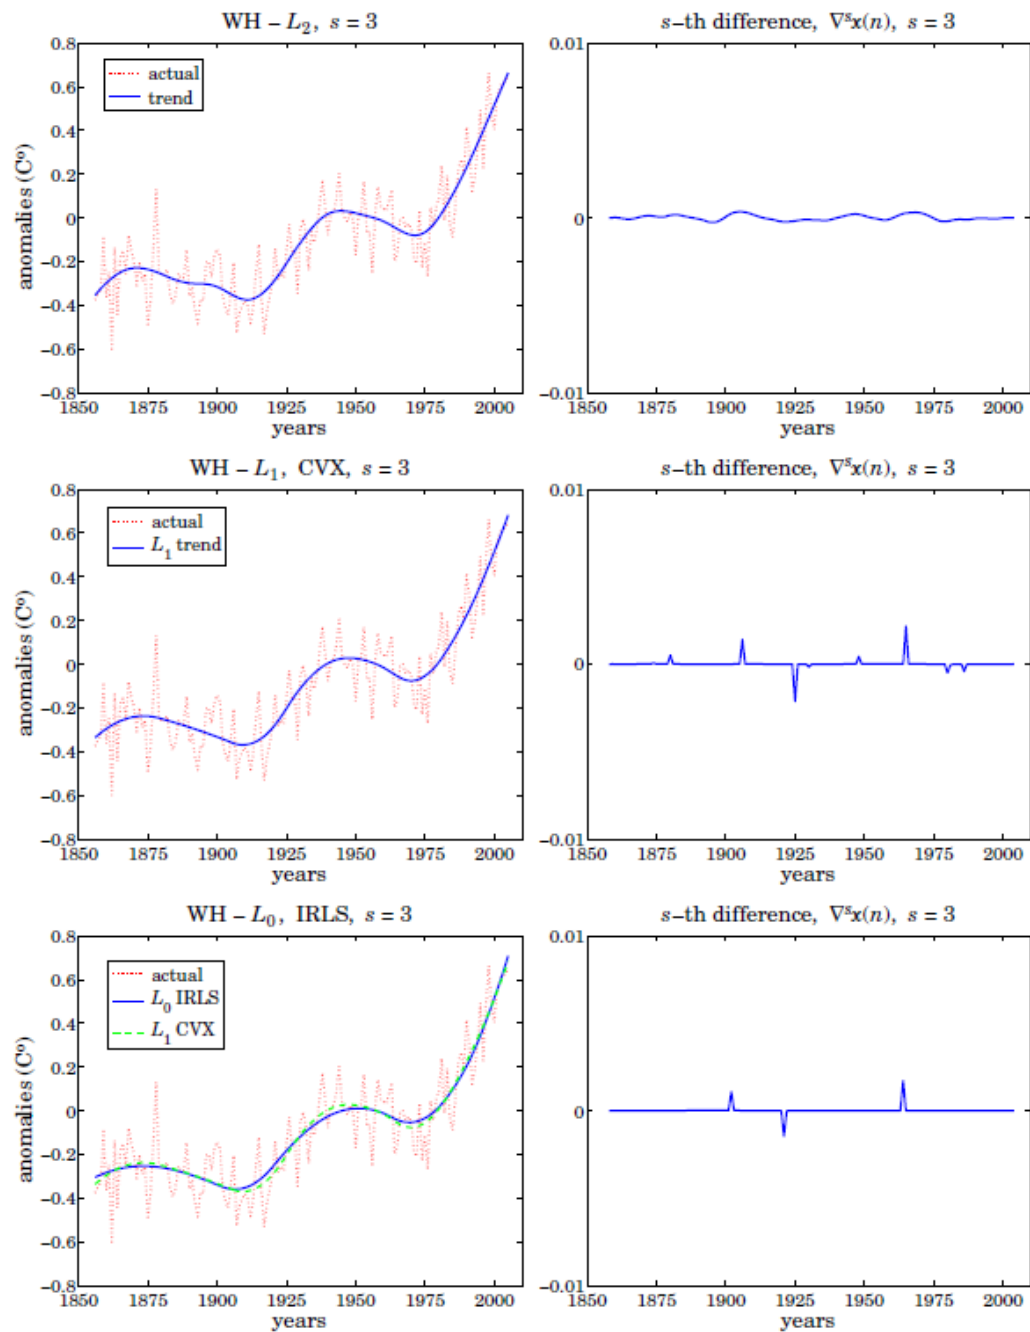 WH – L₂, s = 3
s–th difference, ∇ˢx(n), s = 3
0.8
0.6
0.4
0.2
0
−0.2
−0.4
−0.6
−0.8
anomalies (Cº)
actual
trend
1850 1875 1900 1925 1950 1975 2000
years
0.01
0
−0.01
1850 1875 1900 1925 1950 1975 2000
years
WH – L₁, CVX, s = 3
s–th difference, ∇ˢx(n), s = 3
0.8
0.6
0.4
0.2
0
−0.2
−0.4
−0.6
−0.8
anomalies (Cº)
actual
L₁ trend
1850 1875 1900 1925 1950 1975 2000
years
0.01
0
−0.01
1850 1875 1900 1925 1950 1975 2000
years
WH – L₀, IRLS, s = 3
s–th difference, ∇ˢx(n), s = 3
0.8
0.6
0.4
0.2
0
−0.2
−0.4
−0.6
−0.8
anomalies (Cº)
actual
L₀ IRLS
L₁ CVX
1850 1875 1900 1925 1950 1975 2000
years
0.01
0
−0.01
1850 1875 1900 1925 1950 1975 2000
years